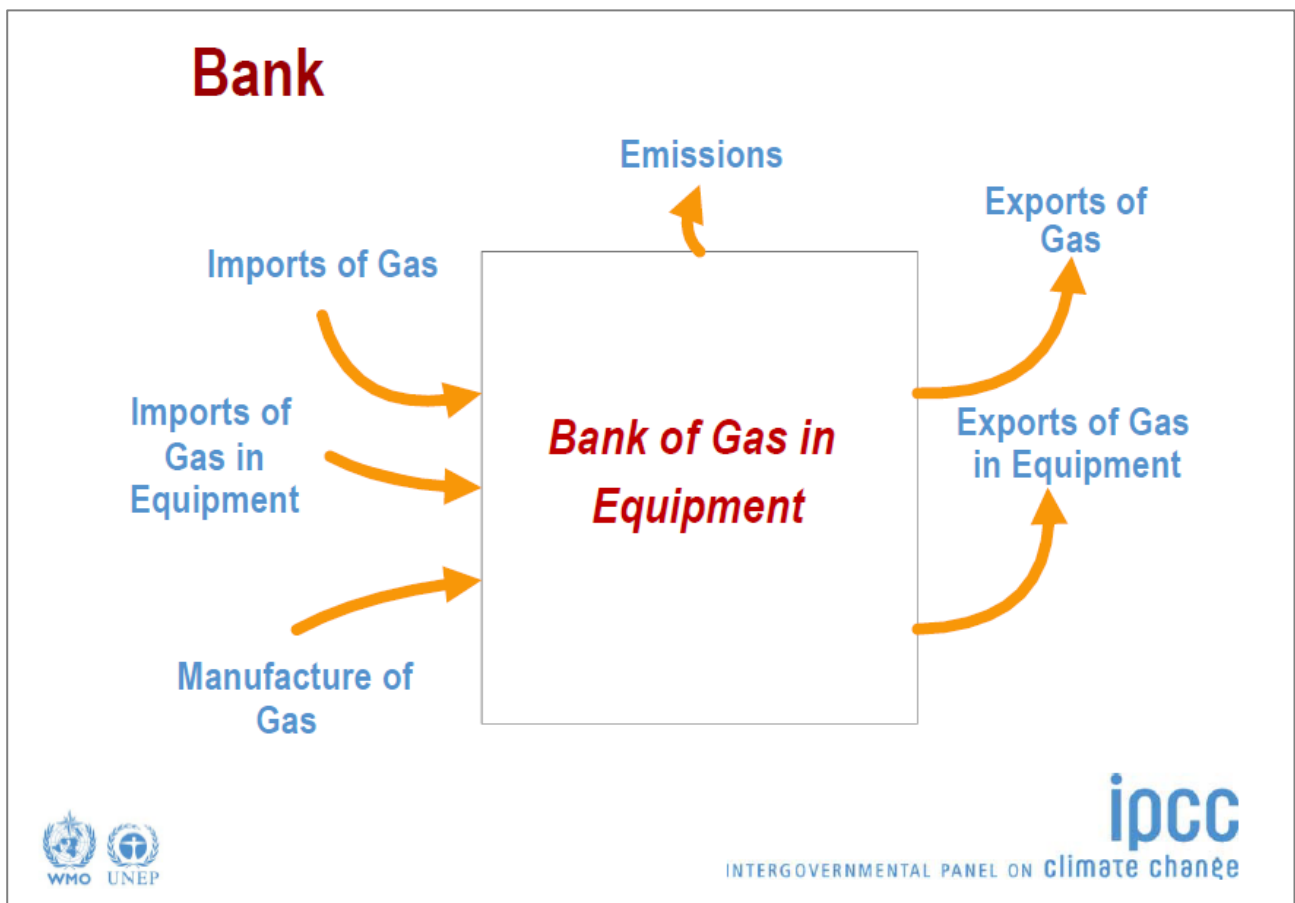 Bank
Emissions
Exports of
Gas
Imports of Gas
Imports of
Gas in
Equipment
Bank of Gas in
Equipment
Exports of Gas
in Equipment
Manufacture of
Gas
WMO UNEP
ipcc
INTERGOVERNMENTAL PANEL ON climate change